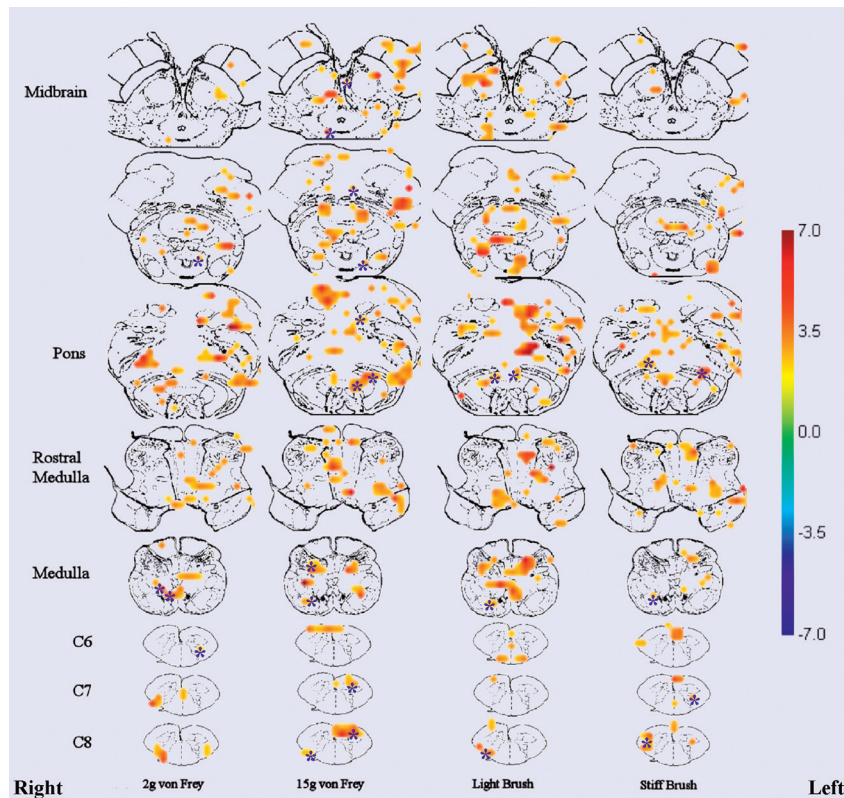 Midbrain
7.0
3.5
Pons
0.0
Rostral
Medulla
-3.5
Medulla
-7.0
C6
C7
C8
Right 2g von Frey 15g von Frey Light Brush Stiff Brush Left